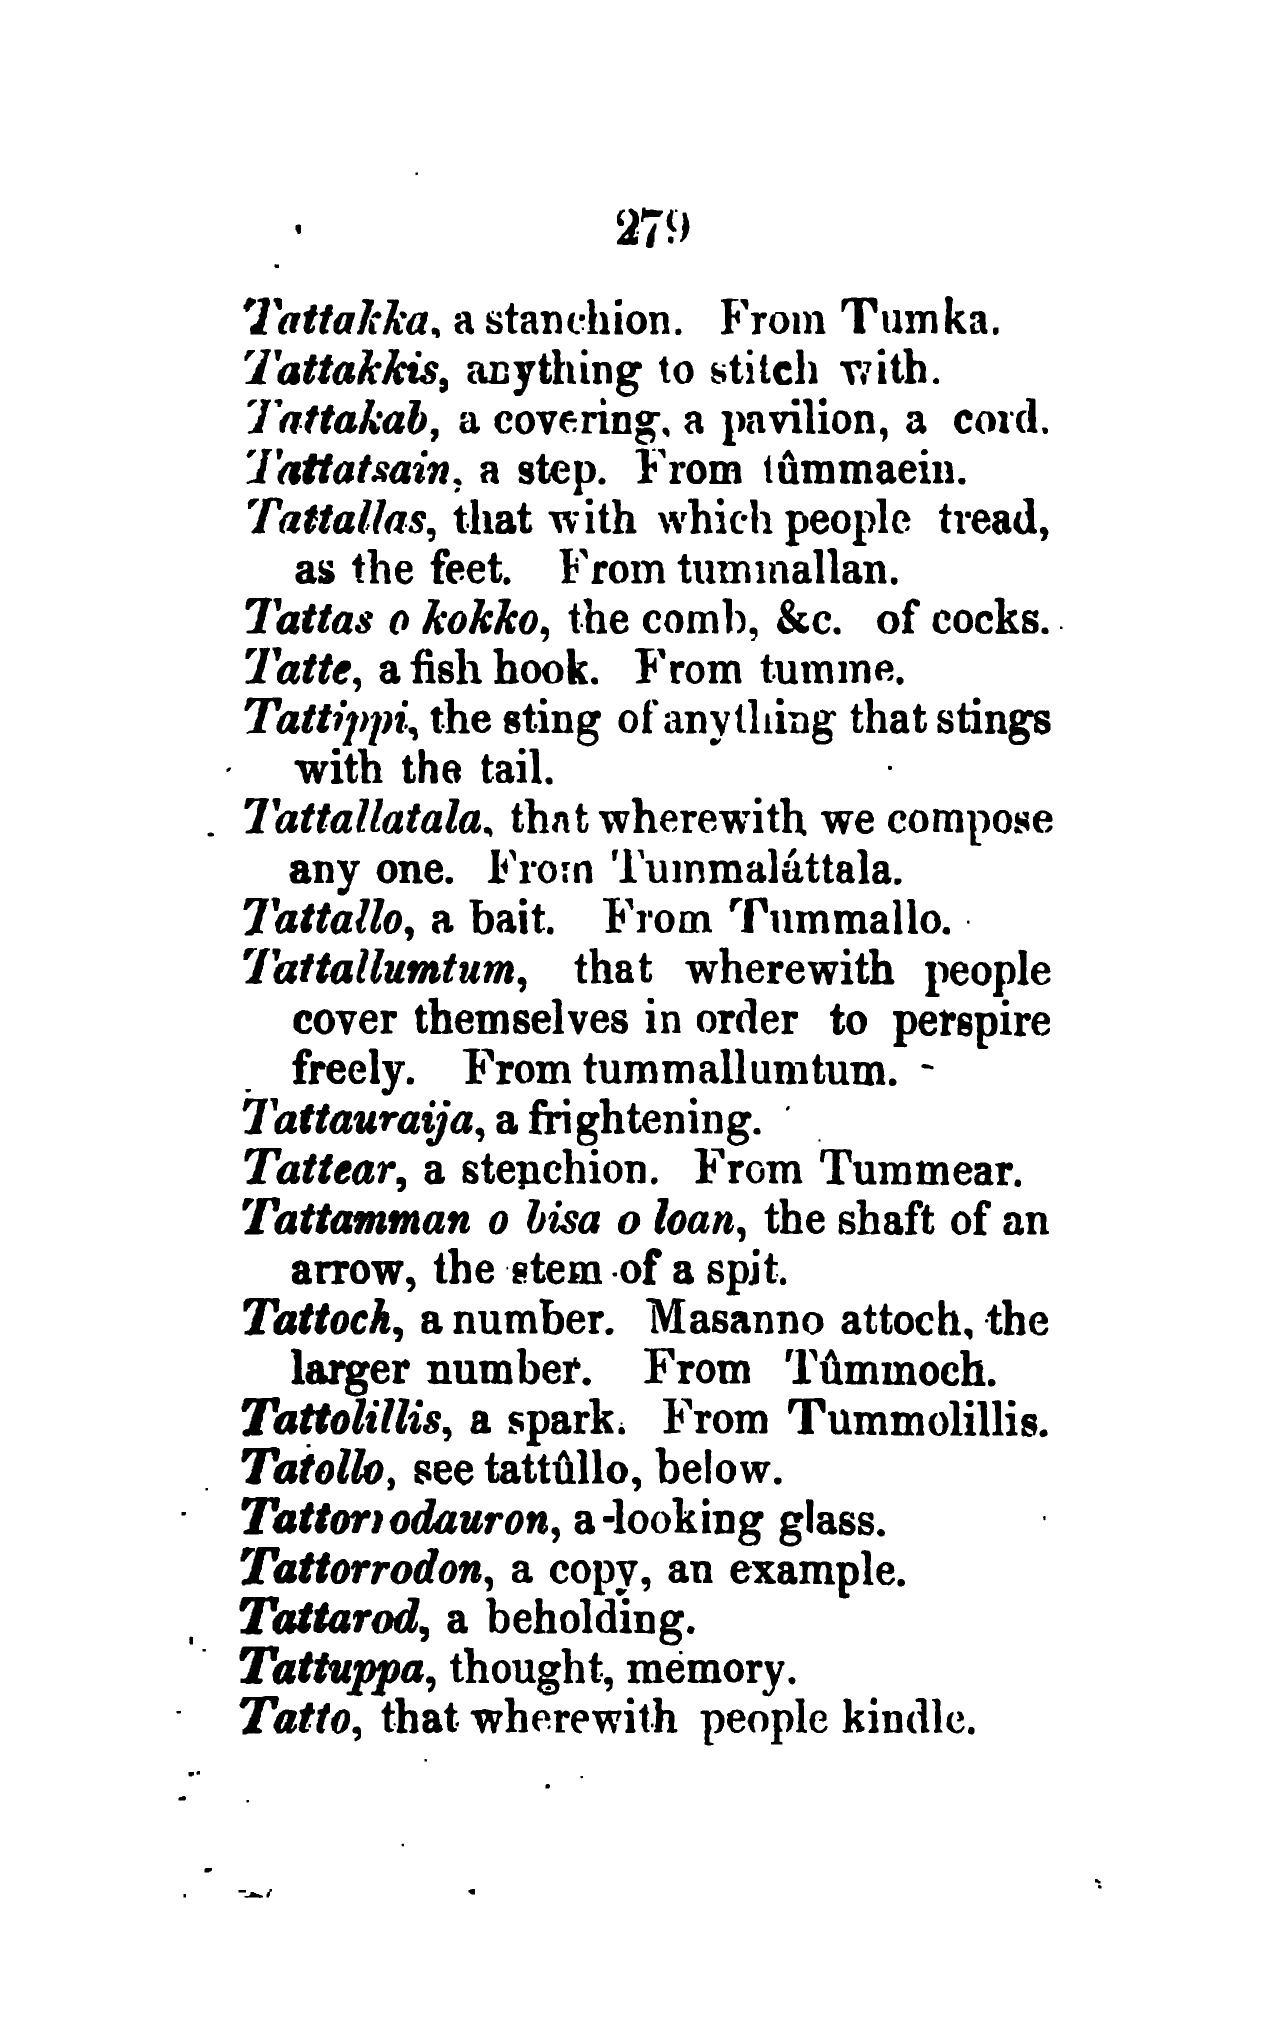 279
Tattakka, a stanchion. From Tumka.
Tattakkis, anything to stitch with.
Tattakab, a covering, a pavilion, a cord.
Tattatsain, a step. From tûmmaein.
Tattallas, that with which people tread,
as the feet. From tummallan.
Tattas o kokko, the comb, &c. of cocks.
Tatte, a fish hook. From tumme.
Tattippi, the sting of anything that stings
with the tail.
Tattallatala, that wherewith we compose
any one. From Tummaláttala.
Tattallo, a bait. From Tummallo.
Tattallumtum, that wherewith people
cover themselves in order to perspire
freely. From tummallumtum.
Tattauraija, a frightening.
Tattear, a stenchion. From Tummear.
Tattamman o bisa o loan, the shaft of an
arrow, the stem of a spit.
Tattoch, a number. Masanno attoch, the
larger number. From Tûmmoch.
Tattolillis, a spark. From Tummolillis.
Tatollo, see tattûllo, below.
Tattorrodauron, a looking glass.
Tattorrodon, a copy, an example.
Tattarod, a beholding.
Tattuppa, thought, memory.
Tatto, that wherewith people kindle.